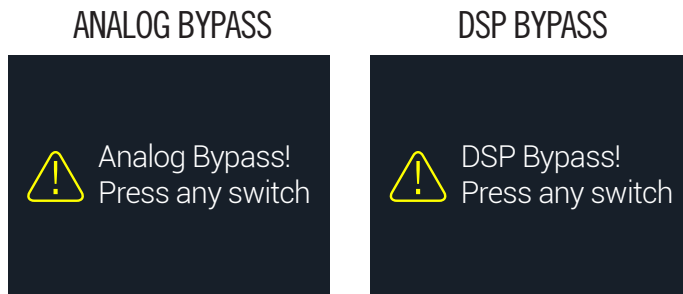 ANALOG BYPASS
Analog Bypass!
Press any switch
DSP BYPASS
DSP Bypass!
Press any switch